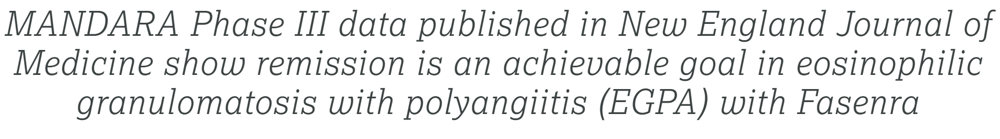 MANDARA Phase III data published in New England Journal of
Medicine show remission is an achievable goal in eosinophilic
granulomatosis with polyangiitis (EGPA) with Fasenra